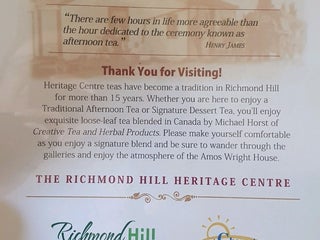 "There are few hours in life more agreeable than
the hour dedicated to the ceremony known as
afternoon tea."
HENRY JAMES
Thank You for Visiting!
Heritage Centre teas have become a tradition in Richmond Hill
for more than 15 years. Whether you are here to enjoy a
Traditional Afternoon Tea or Signature Dessert Tea, you'll enjoy
exquisite loose-leaf tea blended in Canada by Michael Horst of
Creative Tea and Herbal Products. Please make yourself comfortable
as you enjoy a signature blend and be sure to wander through the
galleries and enjoy the atmosphere of the Amos Wright House.
THE RICHMOND HILL HERITAGE CENTRE
Richmond Hill